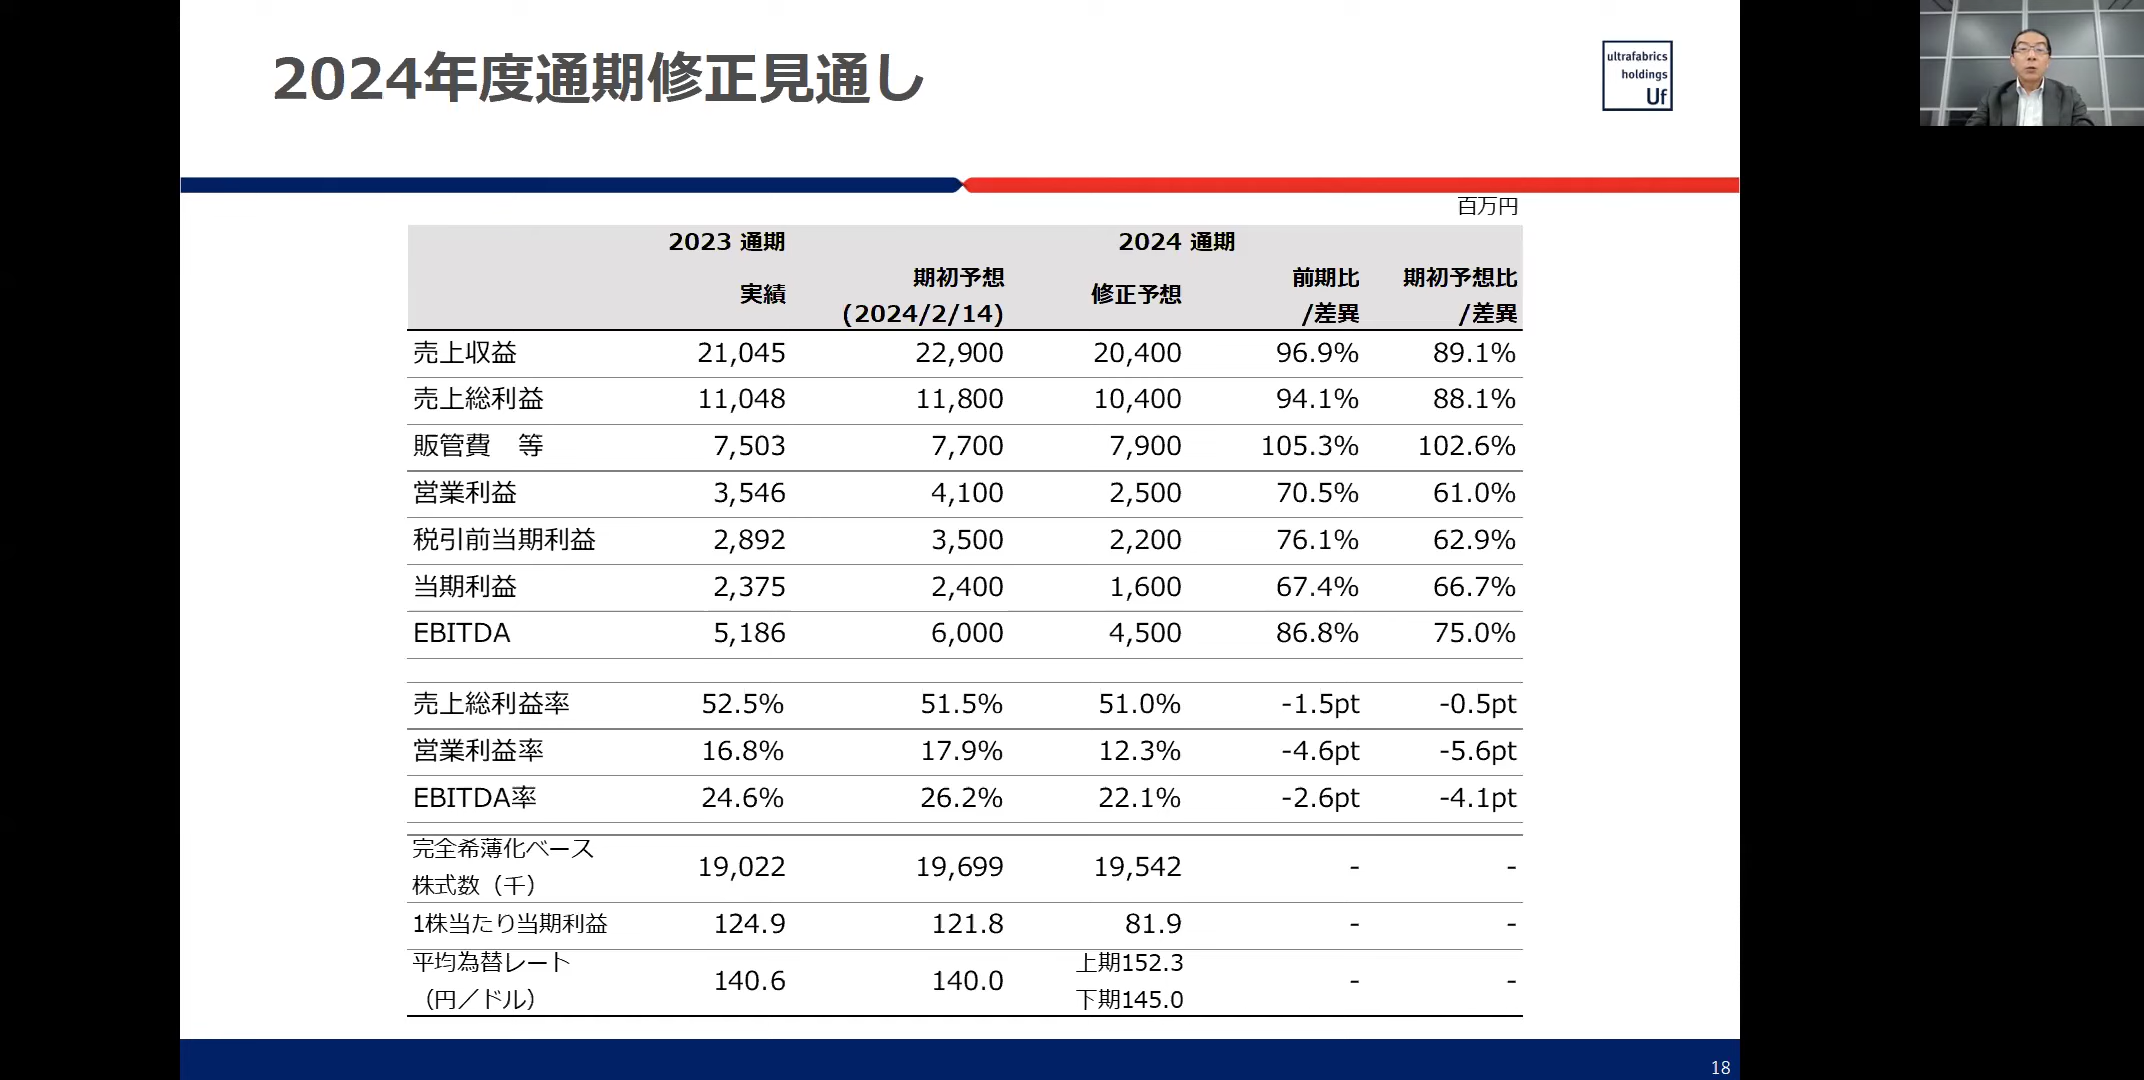 2024年度通期修正見通し
ultrafabrics
holdings
Uf
百万円
2023 通期 2024 通期
実績 期初予想 (2024/2/14) 修正予想 前期比 /差異 期初予想比 /差異
売上収益 21,045 22,900 20,400 96.9% 89.1%
売上総利益 11,048 11,800 10,400 94.1% 88.1%
販管費　等 7,503 7,700 7,900 105.3% 102.6%
営業利益 3,546 4,100 2,500 70.5% 61.0%
税引前当期利益 2,892 3,500 2,200 76.1% 62.9%
当期利益 2,375 2,400 1,600 67.4% 66.7%
EBITDA 5,186 6,000 4,500 86.8% 75.0%
売上総利益率 52.5% 51.5% 51.0% -1.5pt -0.5pt
営業利益率 16.8% 17.9% 12.3% -4.6pt -5.6pt
EBITDA率 24.6% 26.2% 22.1% -2.6pt -4.1pt
完全希薄化ベース
株式数（千） 19,022 19,699 19,542 - -
1株当たり当期利益 124.9 121.8 81.9 - -
平均為替レート 上期152.3
（円／ドル） 140.6 140.0 下期145.0 - -
18